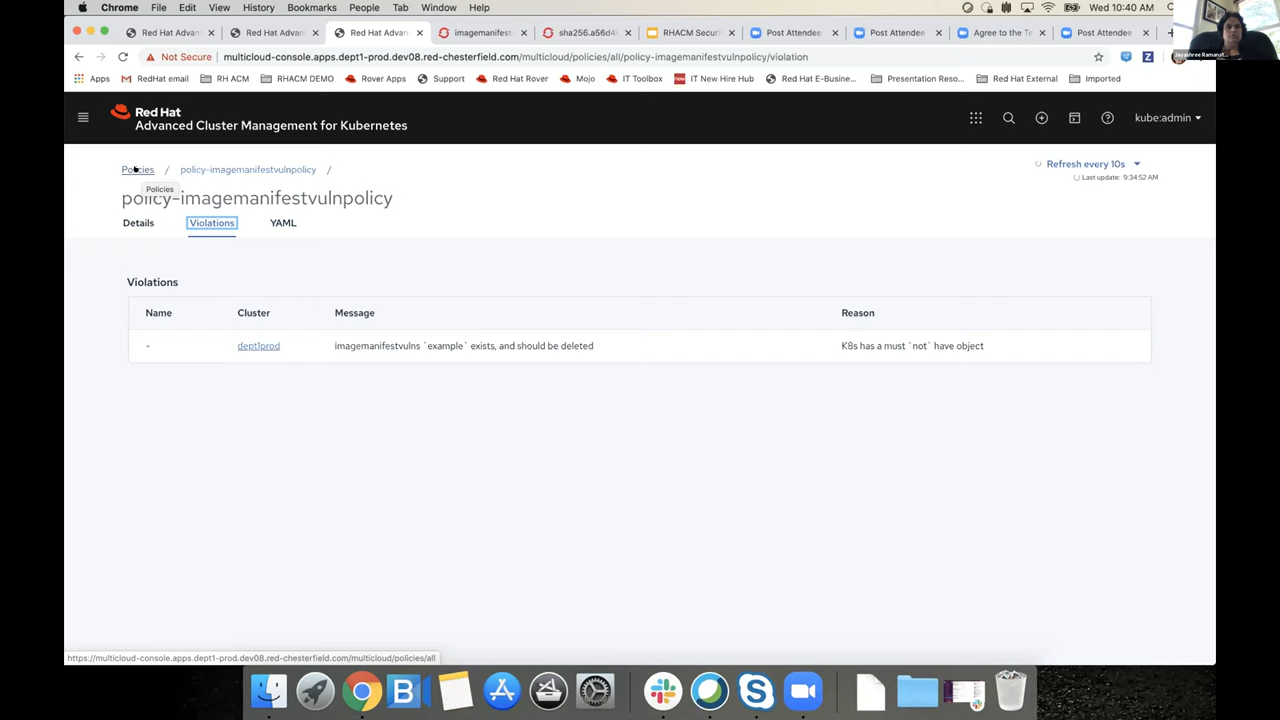 Chrome File Edit View History Bookmarks People Tab Window Help
Wed 10:40 AM
Red Hat Advan
Red Hat Advan
Red Hat Advan
imagemanifest
sha256.a56d4
RHACM Securi
Post Attendee
Post Attendee
Agree to the Te
Post Attendee
Not Secure
multicloud-console.apps.dept1-prod.dev08.red-chesterfield.com/multicloud/policies/all/policy-imagemanifestvulnpolicy/violation
Apps RedHat email RH ACM RHACM DEMO Rover Apps Support Red Hat Rover Mojo IT Toolbox IT New Hire Hub Red Hat E-Busine... Presentation Reso... Red Hat External Imported
Red Hat
Advanced Cluster Management for Kubernetes
kube:admin
Policies / policy-imagemanifestvulnpolicy /
Refresh every 10s
Last update: 9:34:52 AM
Policies
policy-imagemanifestvulnpolicy
Details Violations YAML
Violations
Name Cluster Message Reason
- dept1prod imagemanifestvulns `example` exists, and should be deleted K8s has a must `not` have object
https://multicloud-console.apps.dept1-prod.dev08.red-chesterfield.com/multicloud/policies/all